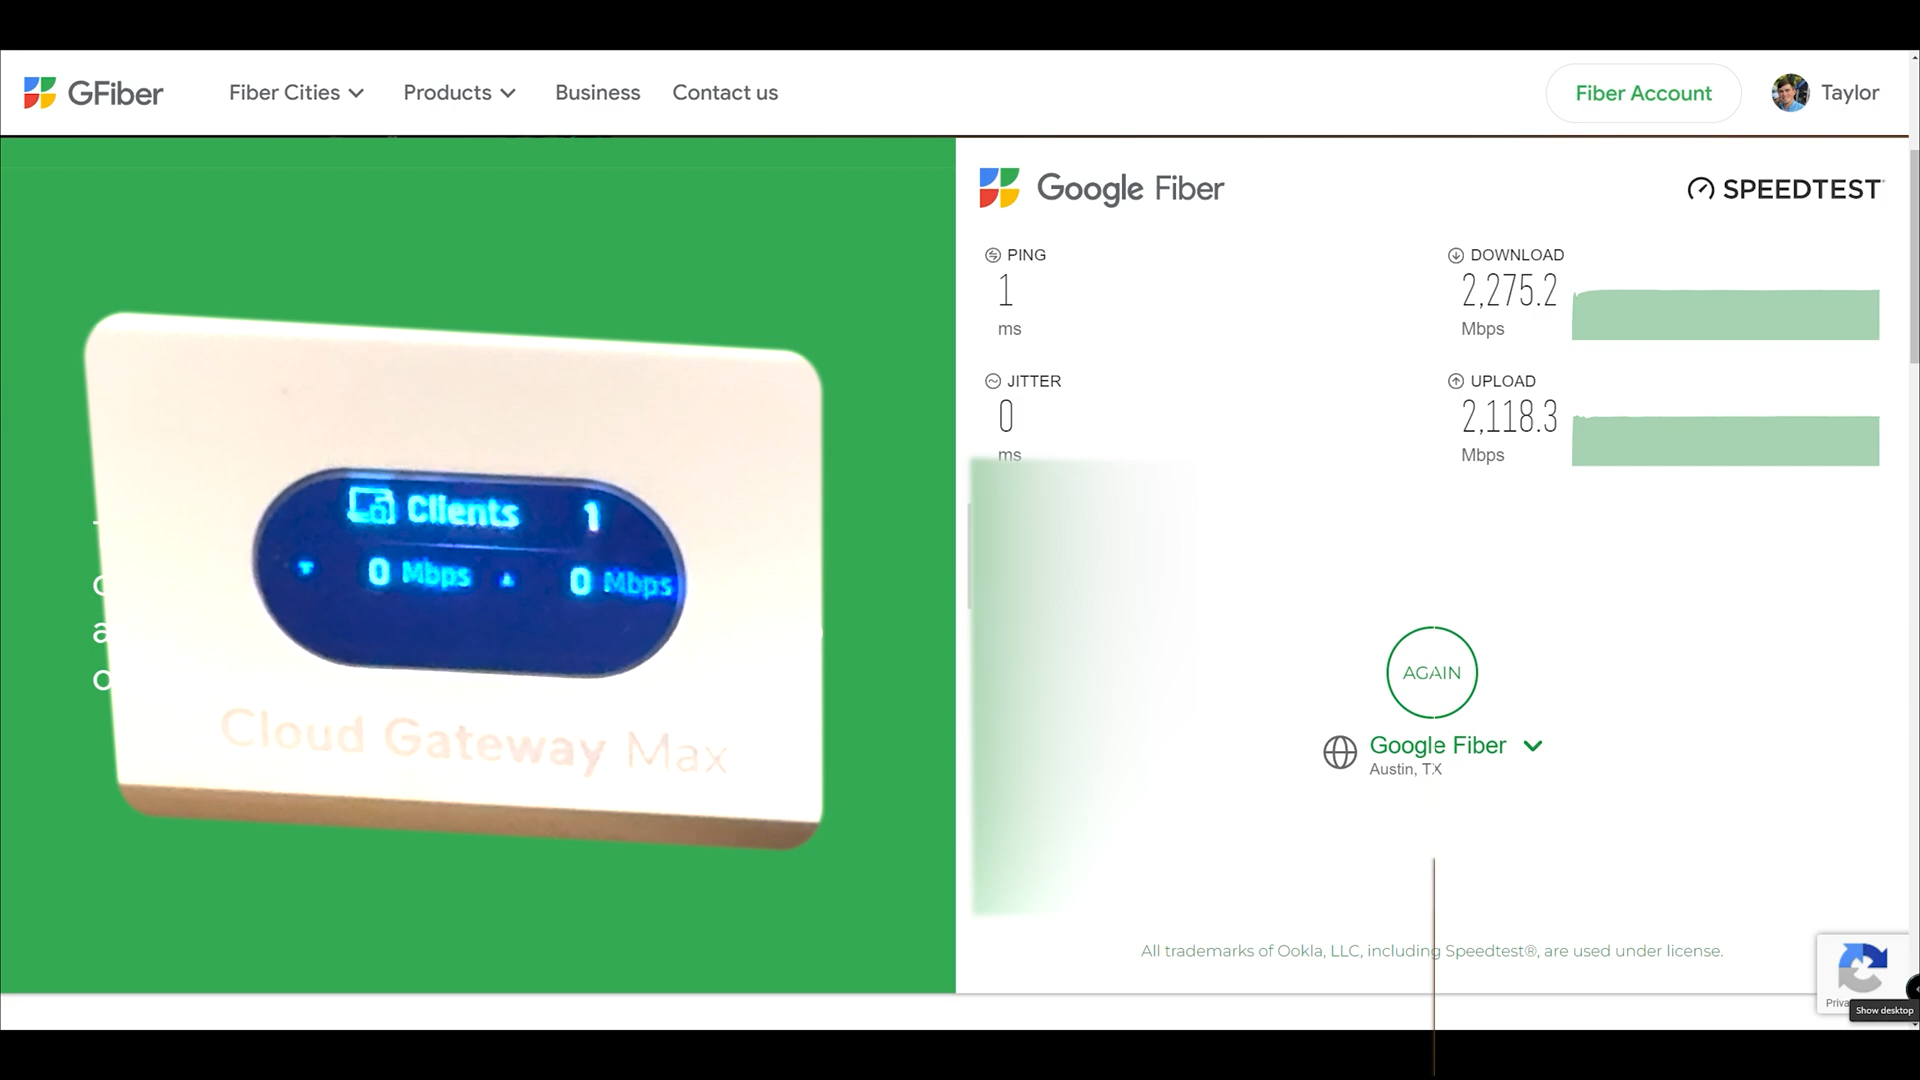 GFiber
Fiber Cities
Products
Business
Contact us
Fiber Account
Taylor
Google Fiber
SPEEDTEST
PING
1
ms
DOWNLOAD
2,275.2
Mbps
JITTER
0
ms
UPLOAD
2,118.3
Mbps
Clients 1
0 Mbps 0 Mbps
Cloud Gateway Max
AGAIN
Google Fiber
Austin, TX
All trademarks of Ookla, LLC, including Speedtest®, are used under license.
Show desktop